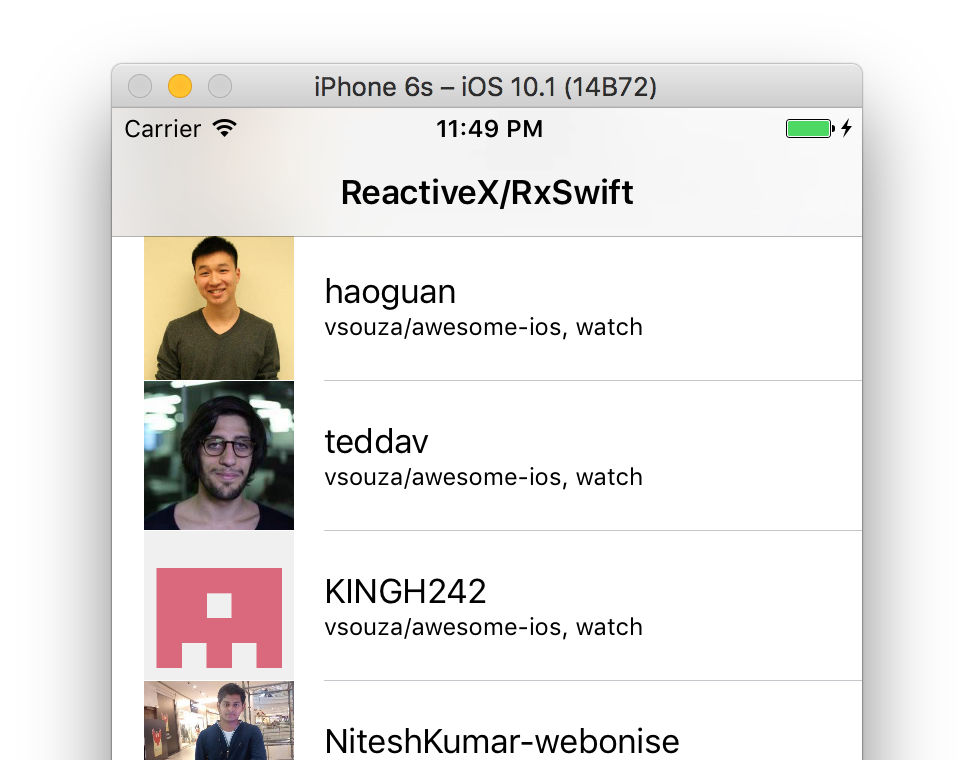 iPhone 6s – iOS 10.1 (14B72)
Carrier 11:49 PM
ReactiveX/RxSwift
haoguan
vsouza/awesome-ios, watch
teddav
vsouza/awesome-ios, watch
KINGH242
vsouza/awesome-ios, watch
NiteshKumar-webonise